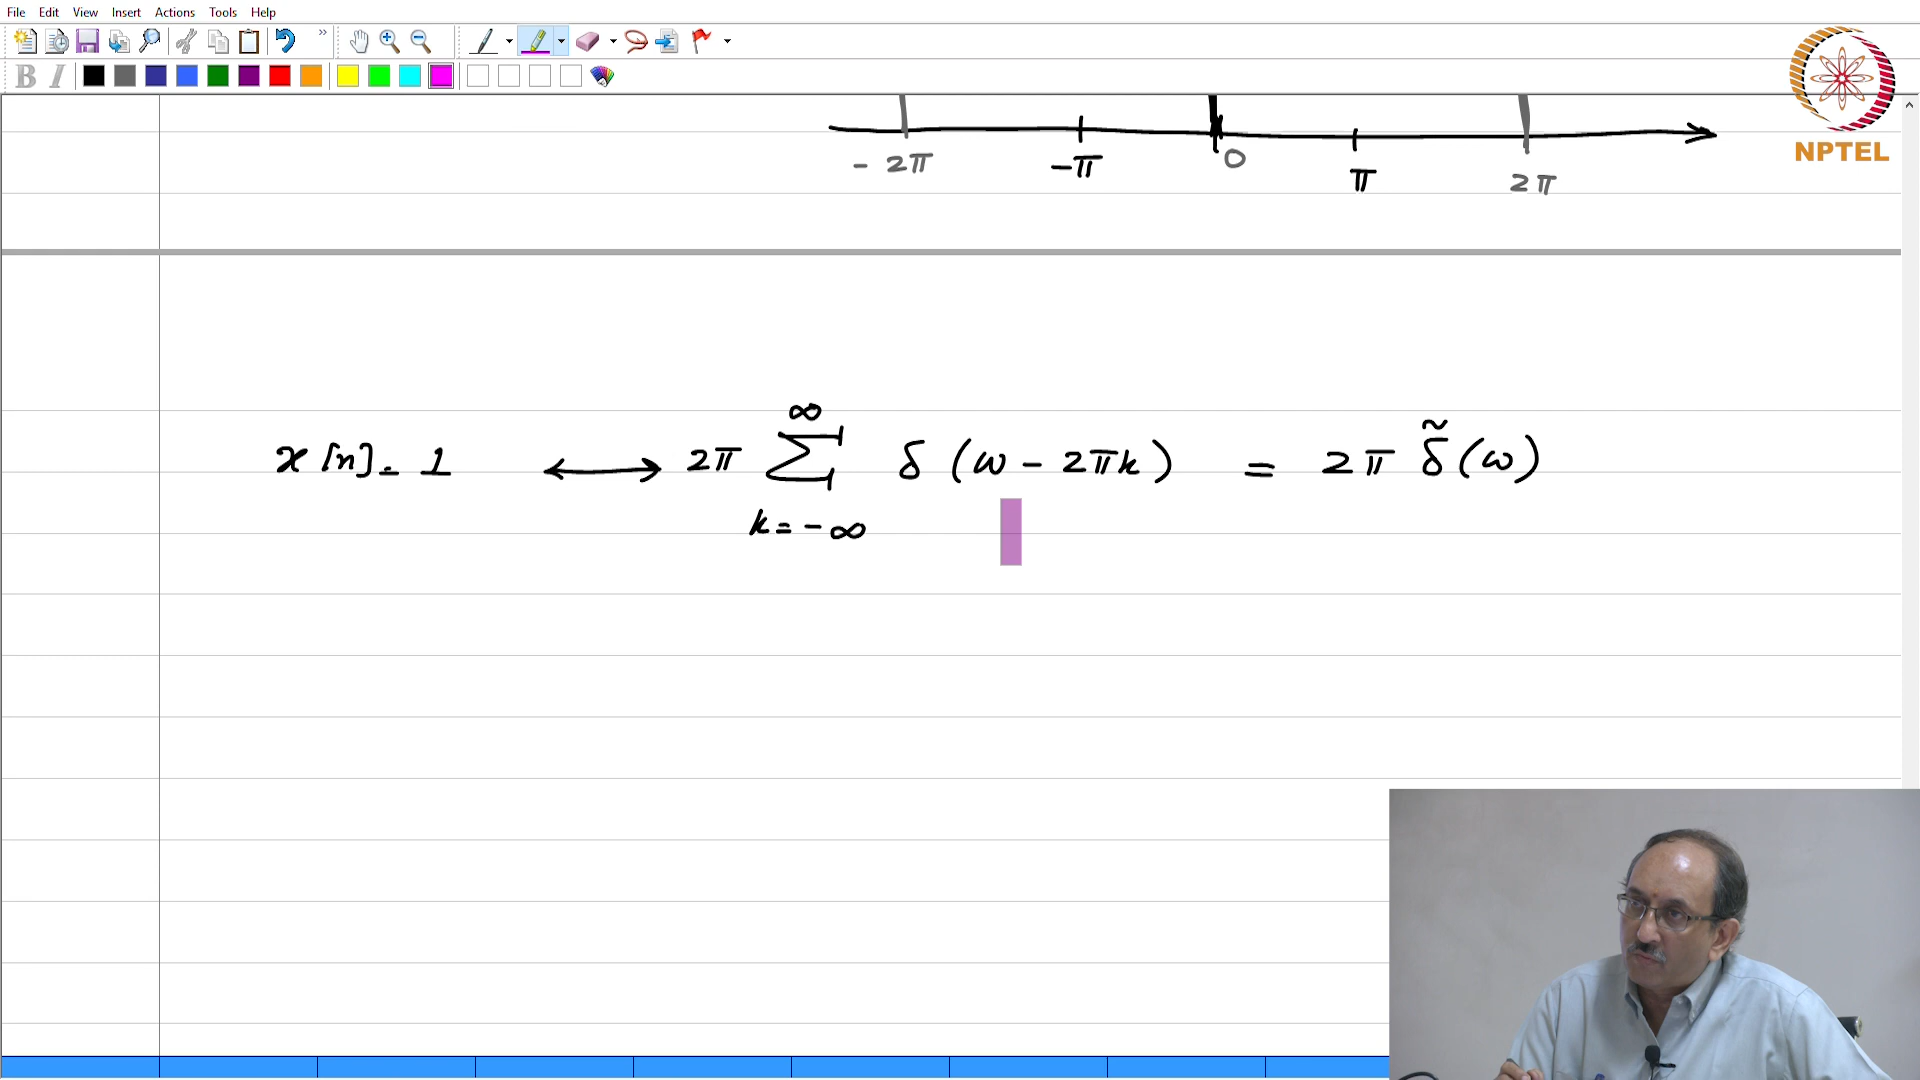 File Edit View Insert Actions Tools Help
B I
NPTEL
- 2π -π 0 π 2π
x[n] = 1 ↔ 2π ∑_{k=-∞}^{∞} δ(ω - 2πk) = 2π δ̃(ω)